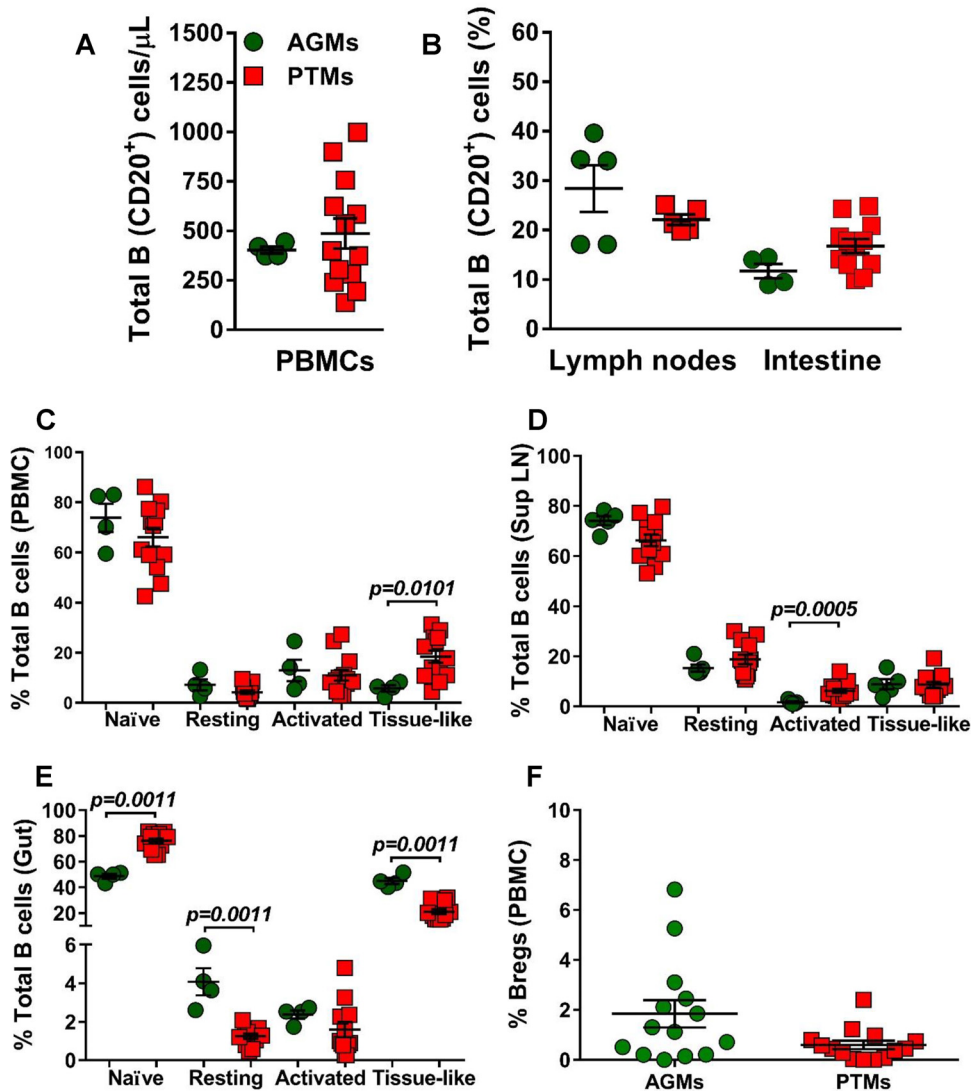 A
Total B (CD20+) cells/μL
1500
1250
1000
750
500
250
0
AGMs
PTMs
PBMCs
B
Total B (CD20+) cells (%)
60
50
40
30
20
10
0
Lymph nodes Intestine
C
% Total B cells (PBMC)
100
80
60
40
20
0
p=0.0101
Naïve Resting Activated Tissue-like
D
% Total B cells (Sup LN)
100
80
60
40
20
0
p=0.0005
Naïve Resting Activated Tissue-like
E
% Total B cells (Gut)
100
80
60
40
20
6
4
2
0
p=0.0011
p=0.0011
p=0.0011
Naïve Resting Activated Tissue-like
F
% Bregs (PBMC)
10
8
6
4
2
0
AGMs PTMs